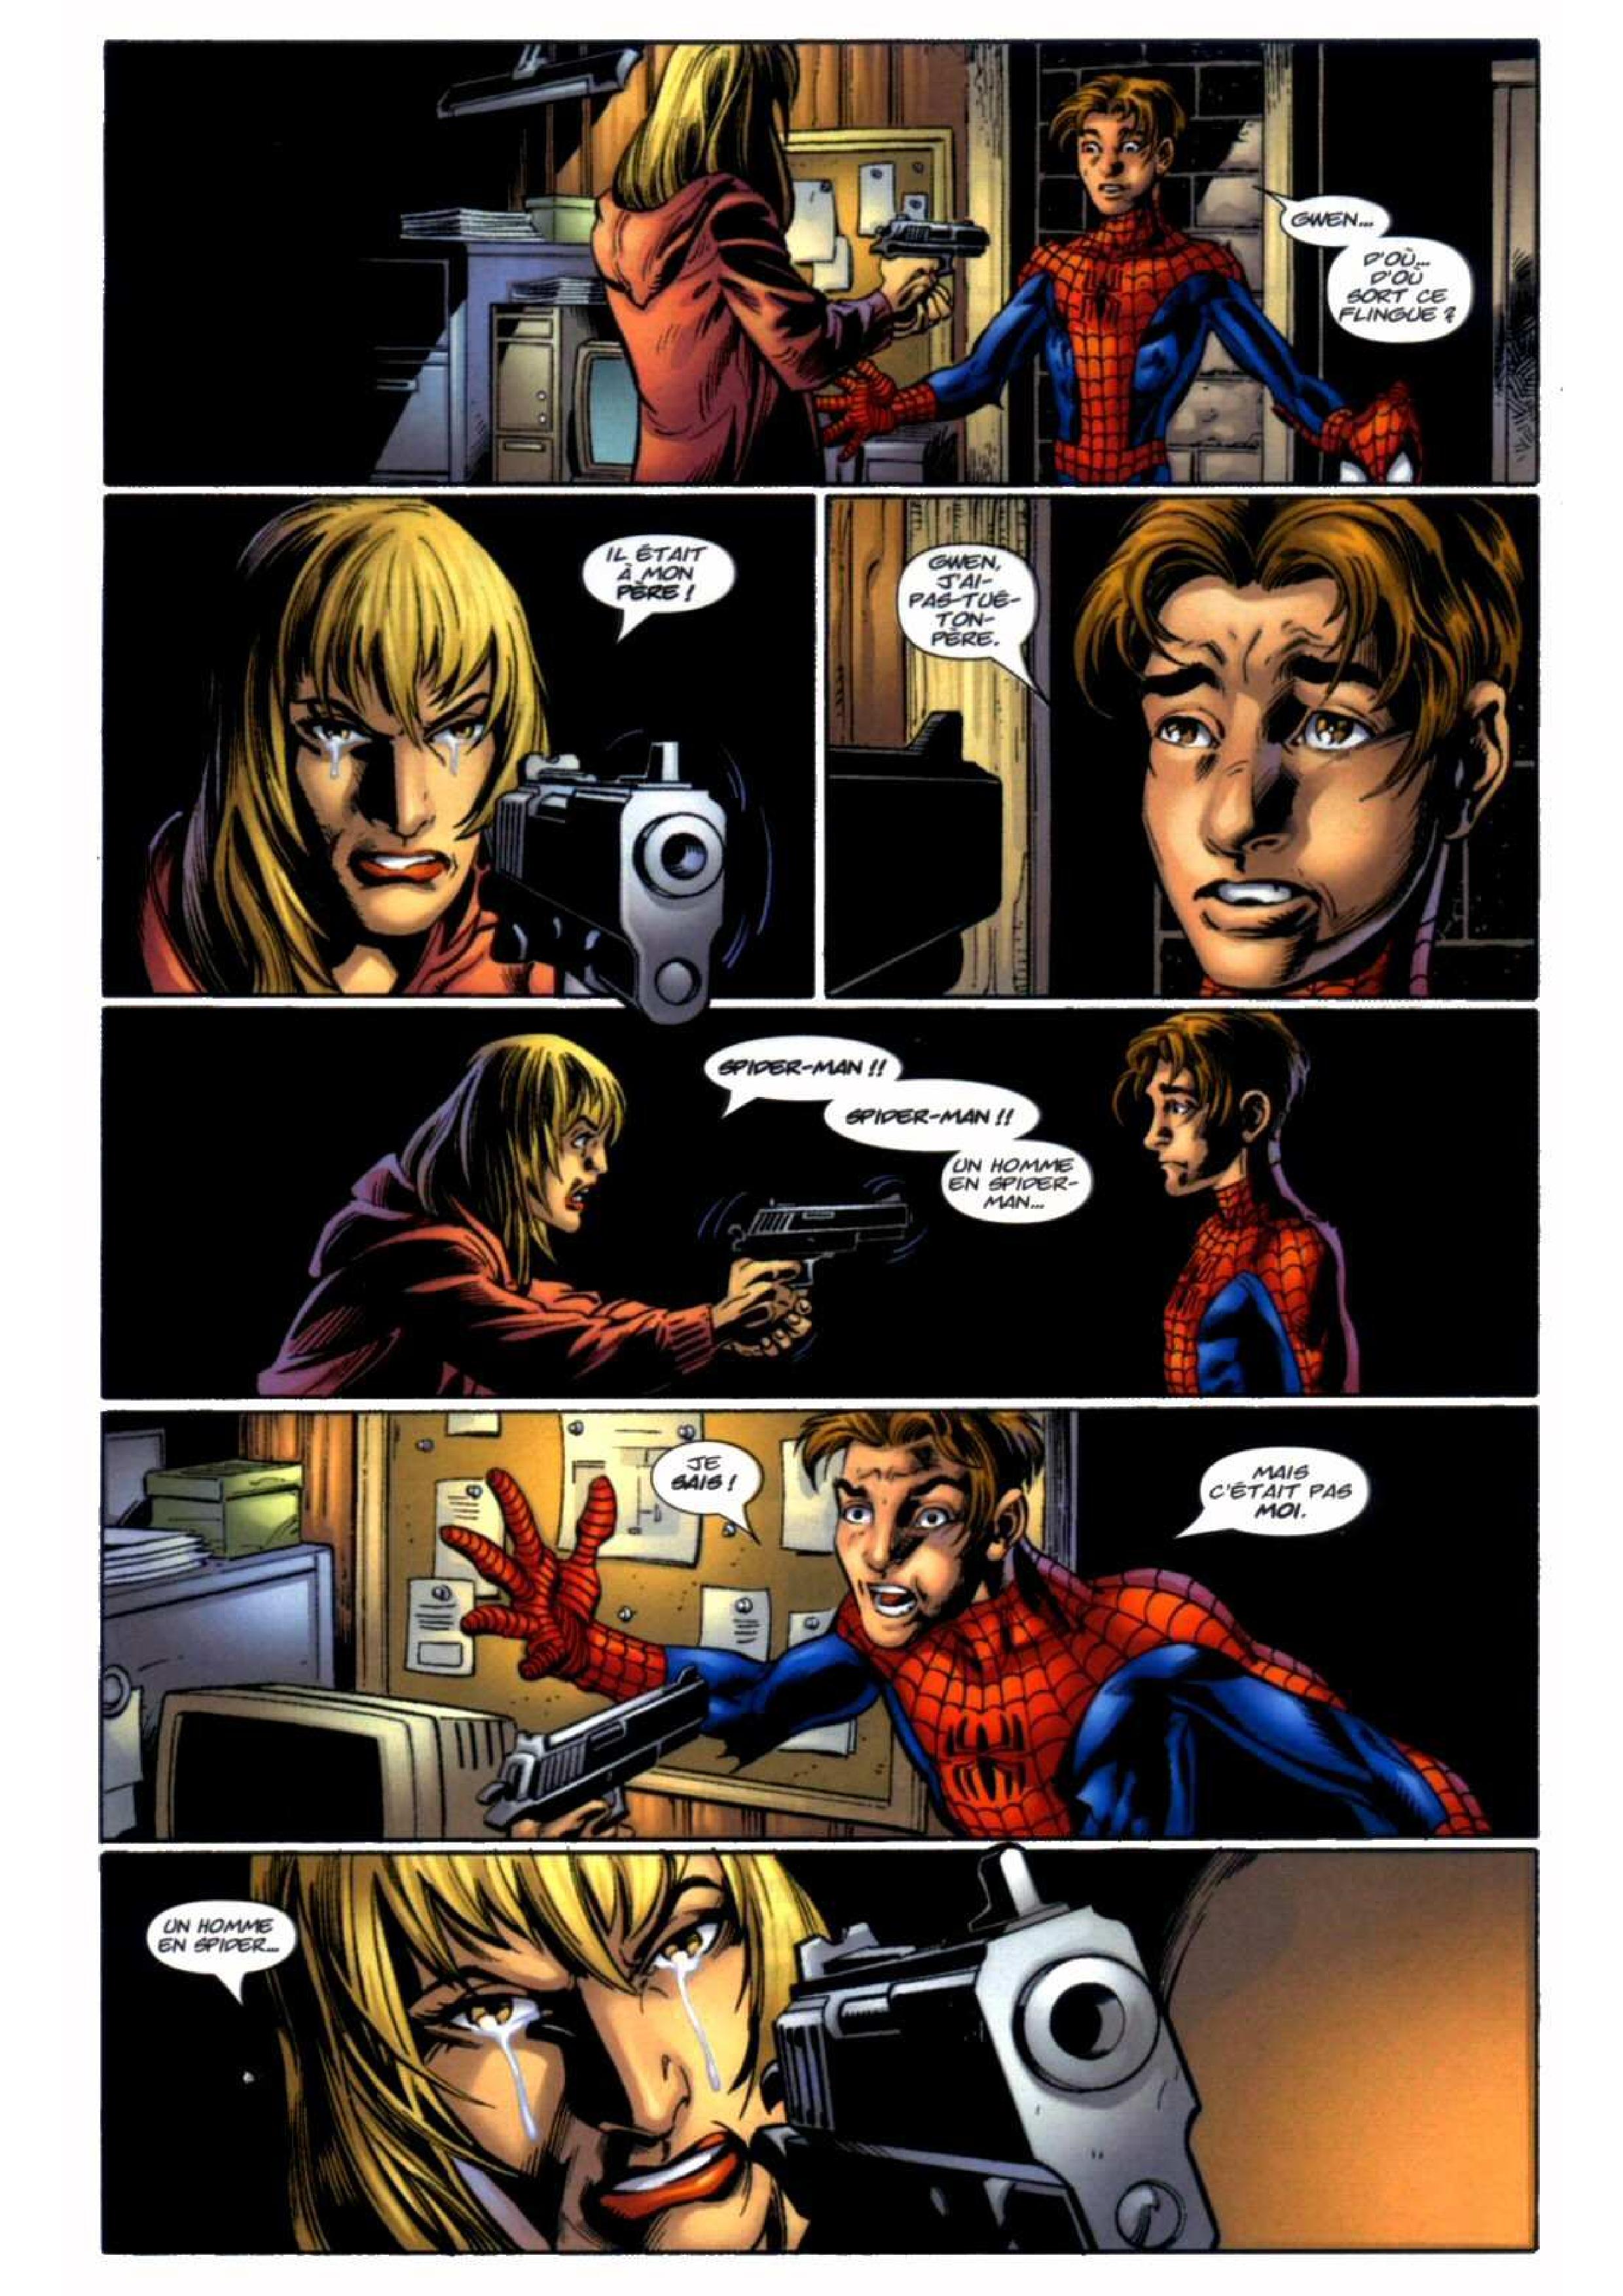 GWEN...
D'OÙ...
D'OÙ
SORT CE
FLINGUE ?
IL ÉTAIT
À MON
PÈRE !
GWEN,
J'AI-
PAS-TUÉ-
TON-
PÈRE.
SPIDER-MAN !!
SPIDER-MAN !!
UN HOMME
EN SPIDER-
MAN...
JE
SAIS !
MAIS
C'ÉTAIT PAS
MOI.
UN HOMME
EN SPIDER...